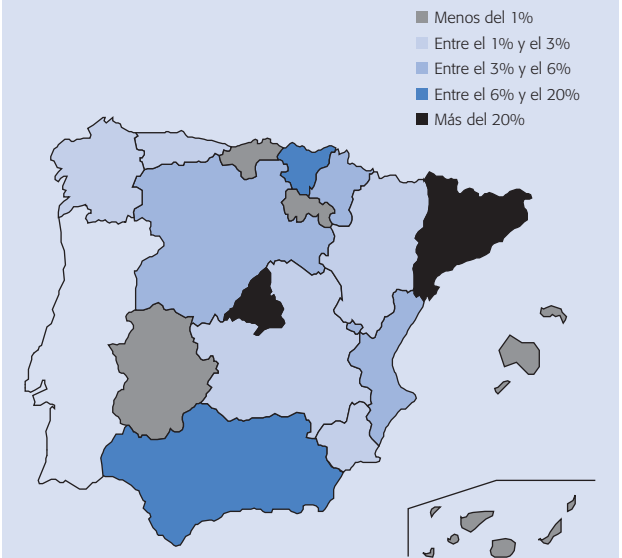 Menos del 1%
Entre el 1% y el 3%
Entre el 3% y el 6%
Entre el 6% y el 20%
Más del 20%